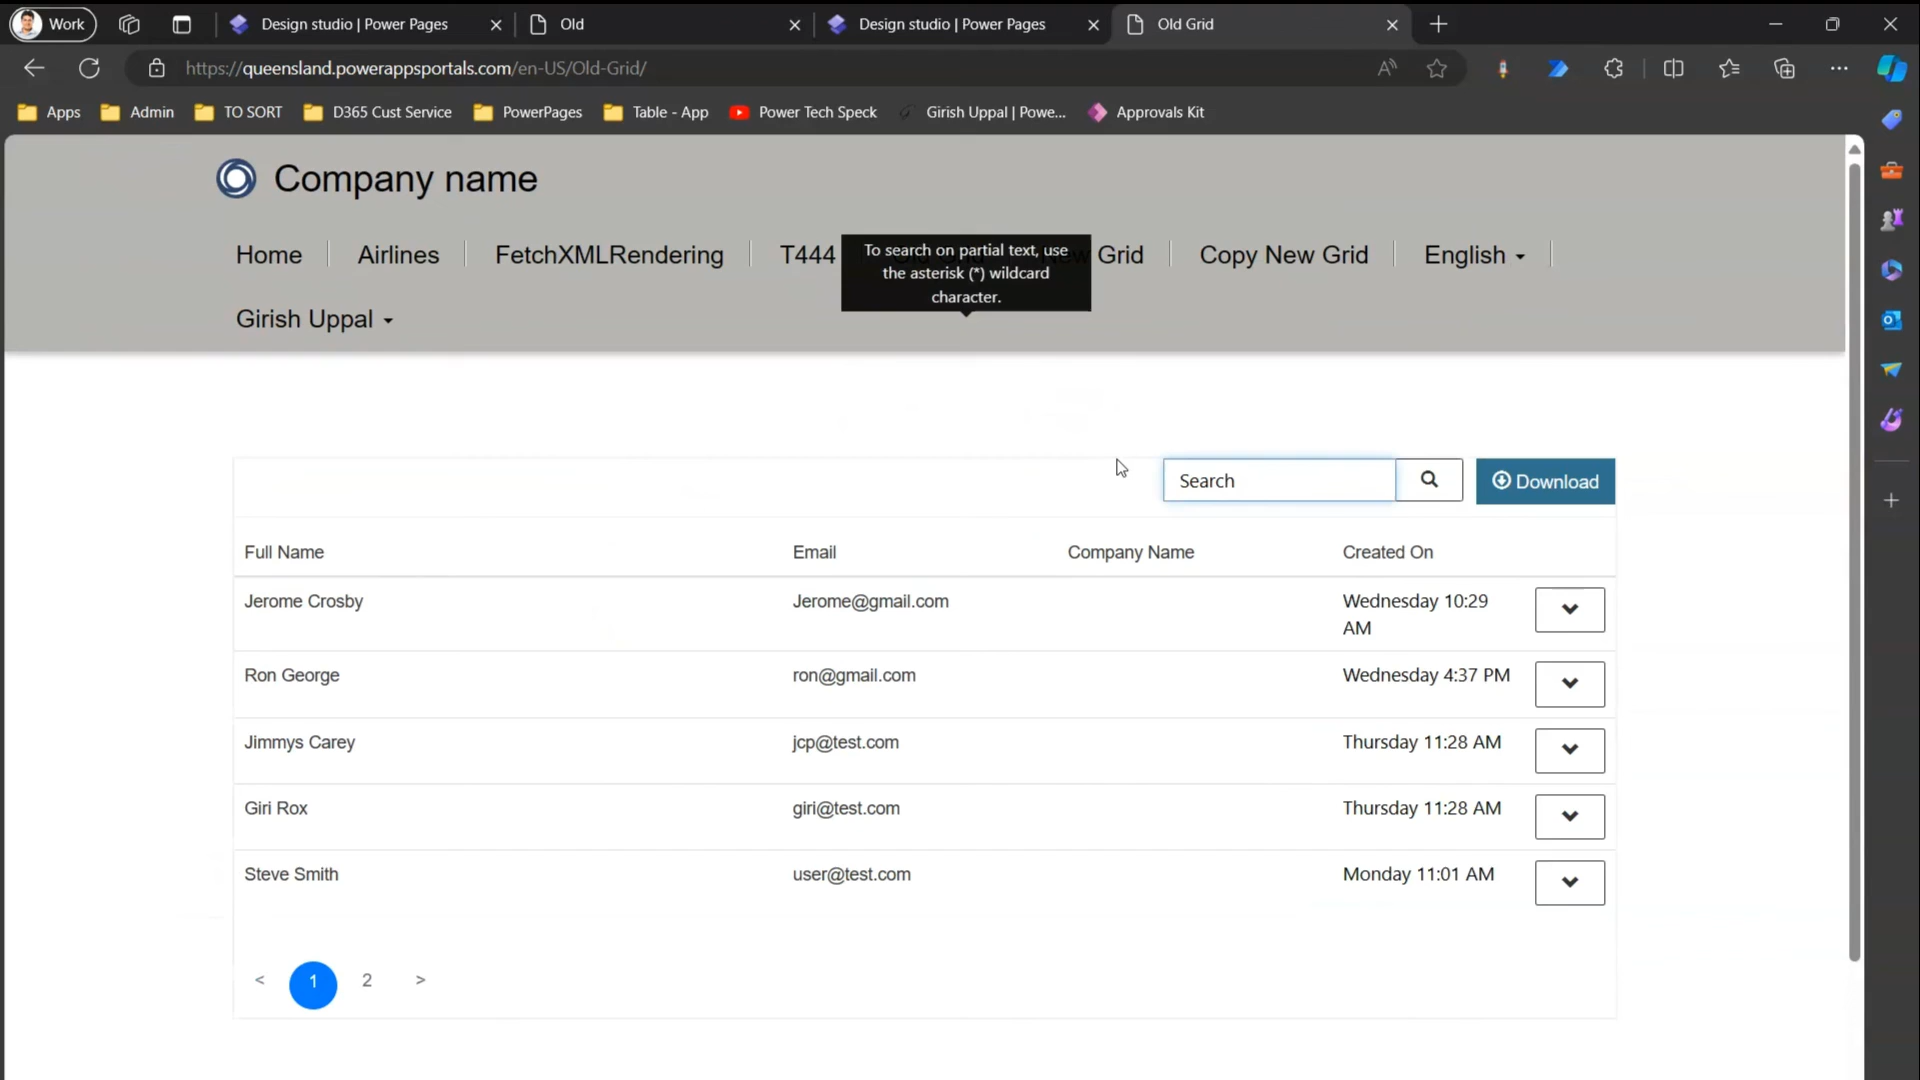 Work
Design studio | Power Pages
Old
Design studio | Power Pages
Old Grid
https://queensland.powerappsportals.com/en-US/Old-Grid/
Apps
Admin
TO SORT
D365 Cust Service
PowerPages
Table - App
Power Tech Speck
Girish Uppal | Powe...
Approvals Kit
Company name
Home
Airlines
FetchXMLRendering
T444
To search on partial text, use
the asterisk (*) wildcard
character.
New Grid
Copy New Grid
English
Girish Uppal
Search
Download
Full Name
Email
Company Name
Created On
Jerome Crosby
Jerome@gmail.com
Wednesday 10:29
AM
Ron George
ron@gmail.com
Wednesday 4:37 PM
Jimmys Carey
jcp@test.com
Thursday 11:28 AM
Giri Rox
giri@test.com
Thursday 11:28 AM
Steve Smith
user@test.com
Monday 11:01 AM
< 1 2 >